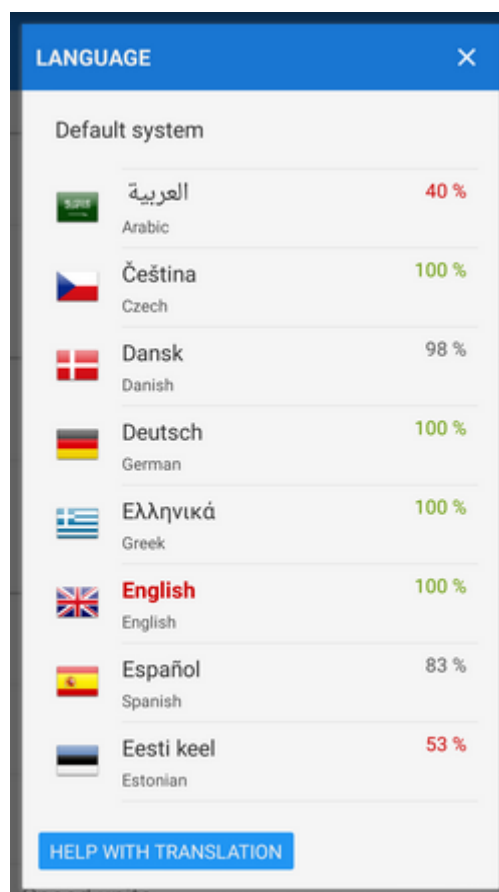 LANGUAGE ×
Default system
العربية 40 %
Arabic
Čeština 100 %
Czech
Dansk 98 %
Danish
Deutsch 100 %
German
Ελληνικά 100 %
Greek
English 100 %
English
Español 83 %
Spanish
Eesti keel 53 %
Estonian
HELP WITH TRANSLATION